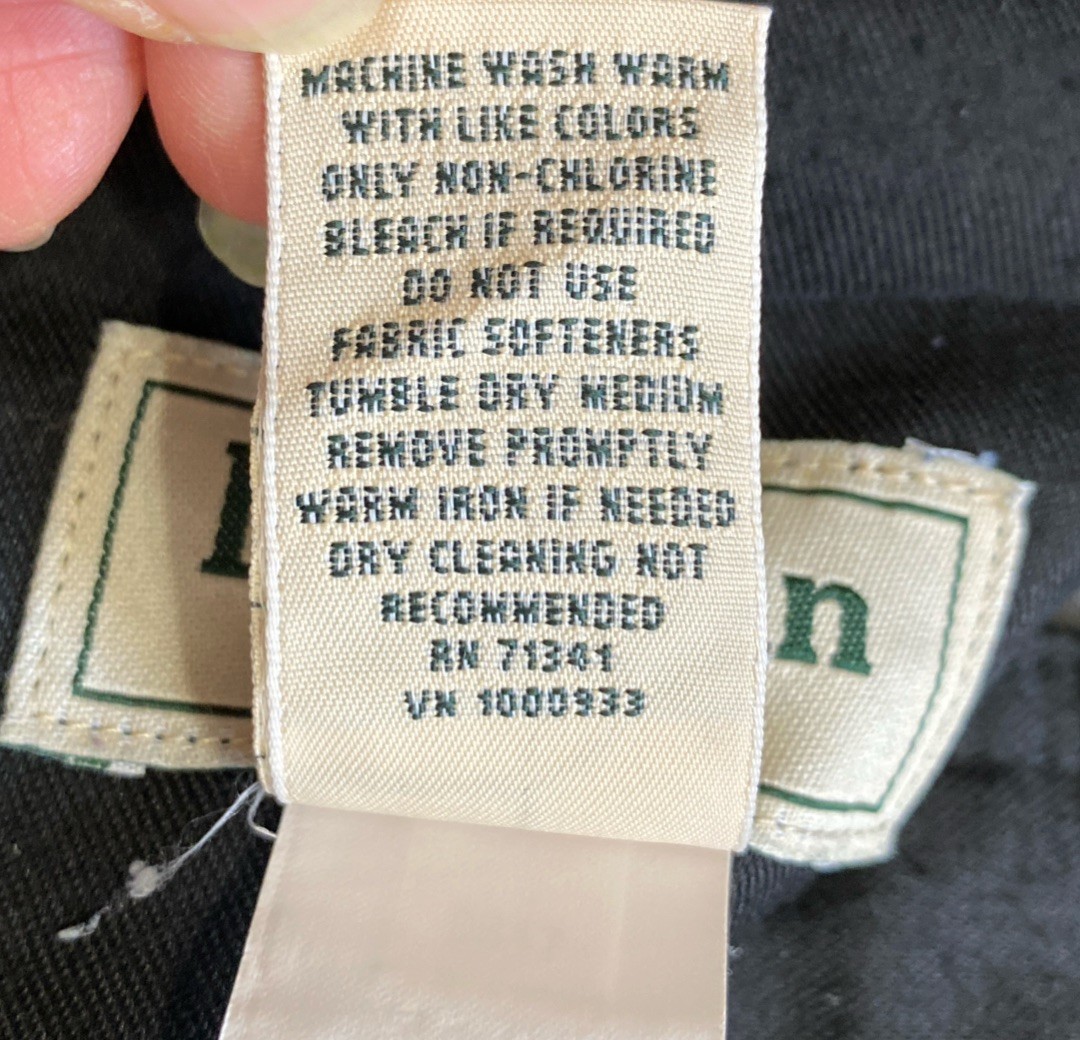 MACHINE WASH WARM
WITH LIKE COLORS
ONLY NON-CHLORINE
BLEACH IF REQUIRED
DO NOT USE
FABRIC SOFTENERS
TUMBLE DRY MEDIUM
REMOVE PROMPTLY
WARM IRON IF NEEDED
DRY CLEANING NOT
RECOMMENDED
RN 71341
VN 1000933
n